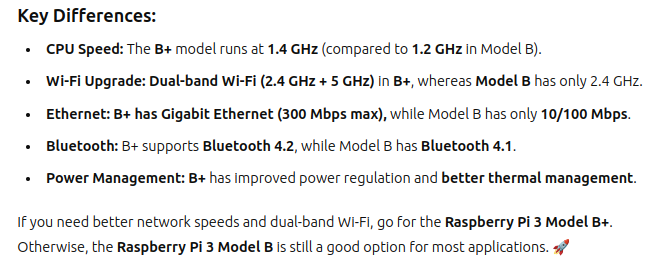 Key Differences:
• CPU Speed: The B+ model runs at 1.4 GHz (compared to 1.2 GHz in Model B).
• Wi-Fi Upgrade: Dual-band Wi-Fi (2.4 GHz + 5 GHz) in B+, whereas Model B has only 2.4 GHz.
• Ethernet: B+ has Gigabit Ethernet (300 Mbps max), while Model B has only 10/100 Mbps.
• Bluetooth: B+ supports Bluetooth 4.2, while Model B has Bluetooth 4.1.
• Power Management: B+ has improved power regulation and better thermal management.
If you need better network speeds and dual-band Wi-Fi, go for the Raspberry Pi 3 Model B+.
Otherwise, the Raspberry Pi 3 Model B is still a good option for most applications. 🚀